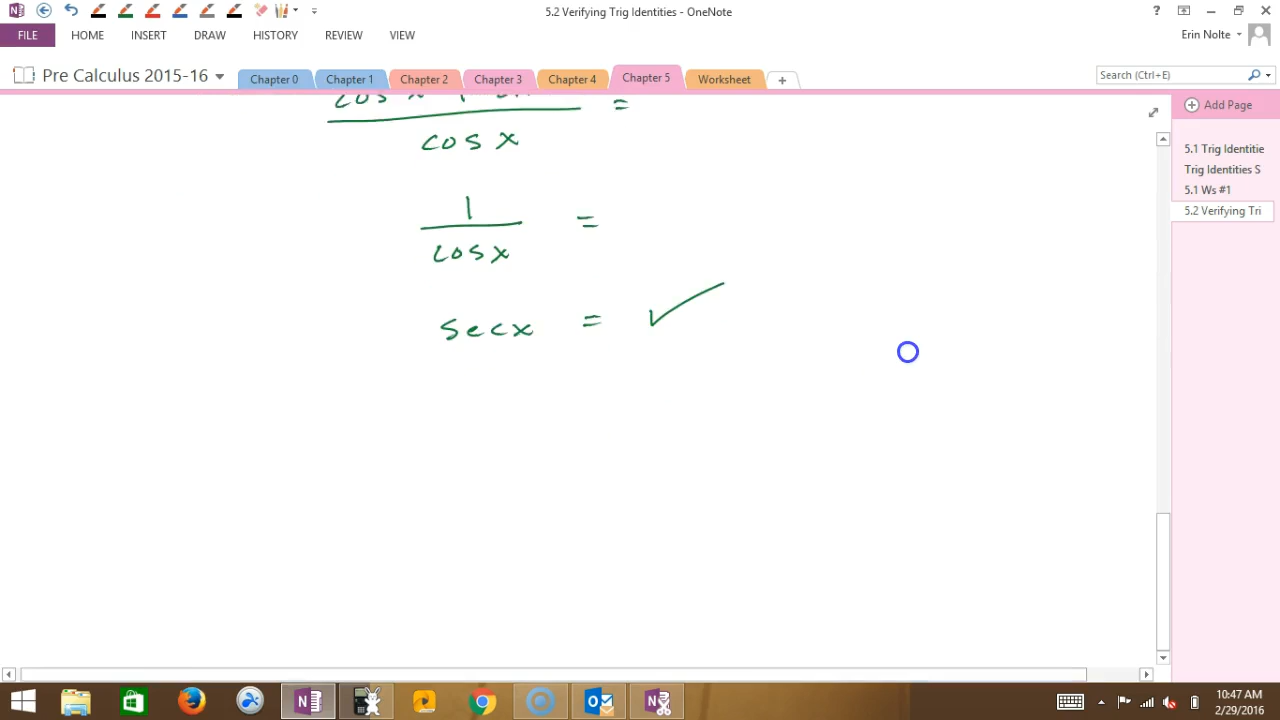 5.2 Verifying Trig Identities - OneNote
?
FILE HOME INSERT DRAW HISTORY REVIEW VIEW
Erin Nolte
Pre Calculus 2015-16
Chapter 0 Chapter 1 Chapter 2 Chapter 3 Chapter 4 Chapter 5 Worksheet +
Search (Ctrl+E)
Add Page
5.1 Trig Identitie
Trig Identities S
5.1 Ws #1
5.2 Verifying Tri
=
cos x
1
=
cosx
secx = ✓
10:47 AM
2/29/2016